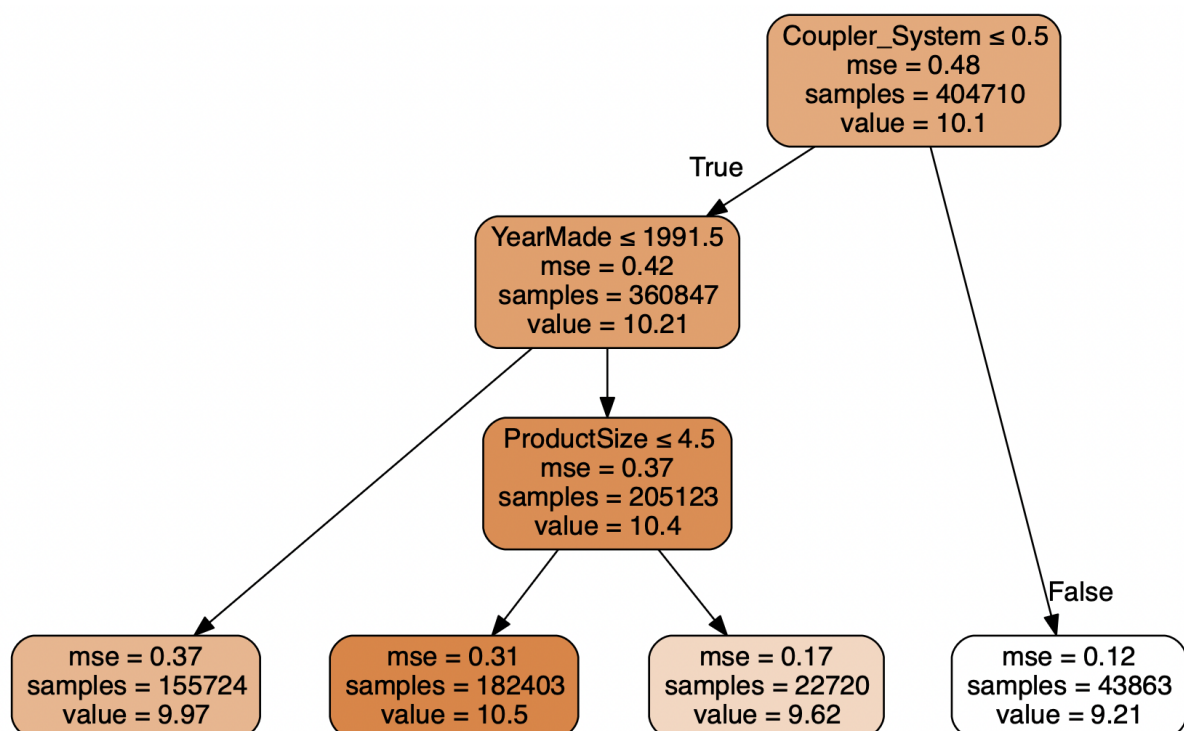 Coupler_System ≤ 0.5
mse = 0.48
samples = 404710
value = 10.1
True
YearMade ≤ 1991.5
mse = 0.42
samples = 360847
value = 10.21
ProductSize ≤ 4.5
mse = 0.37
samples = 205123
value = 10.4
False
mse = 0.37
samples = 155724
value = 9.97
mse = 0.31
samples = 182403
value = 10.5
mse = 0.17
samples = 22720
value = 9.62
mse = 0.12
samples = 43863
value = 9.21